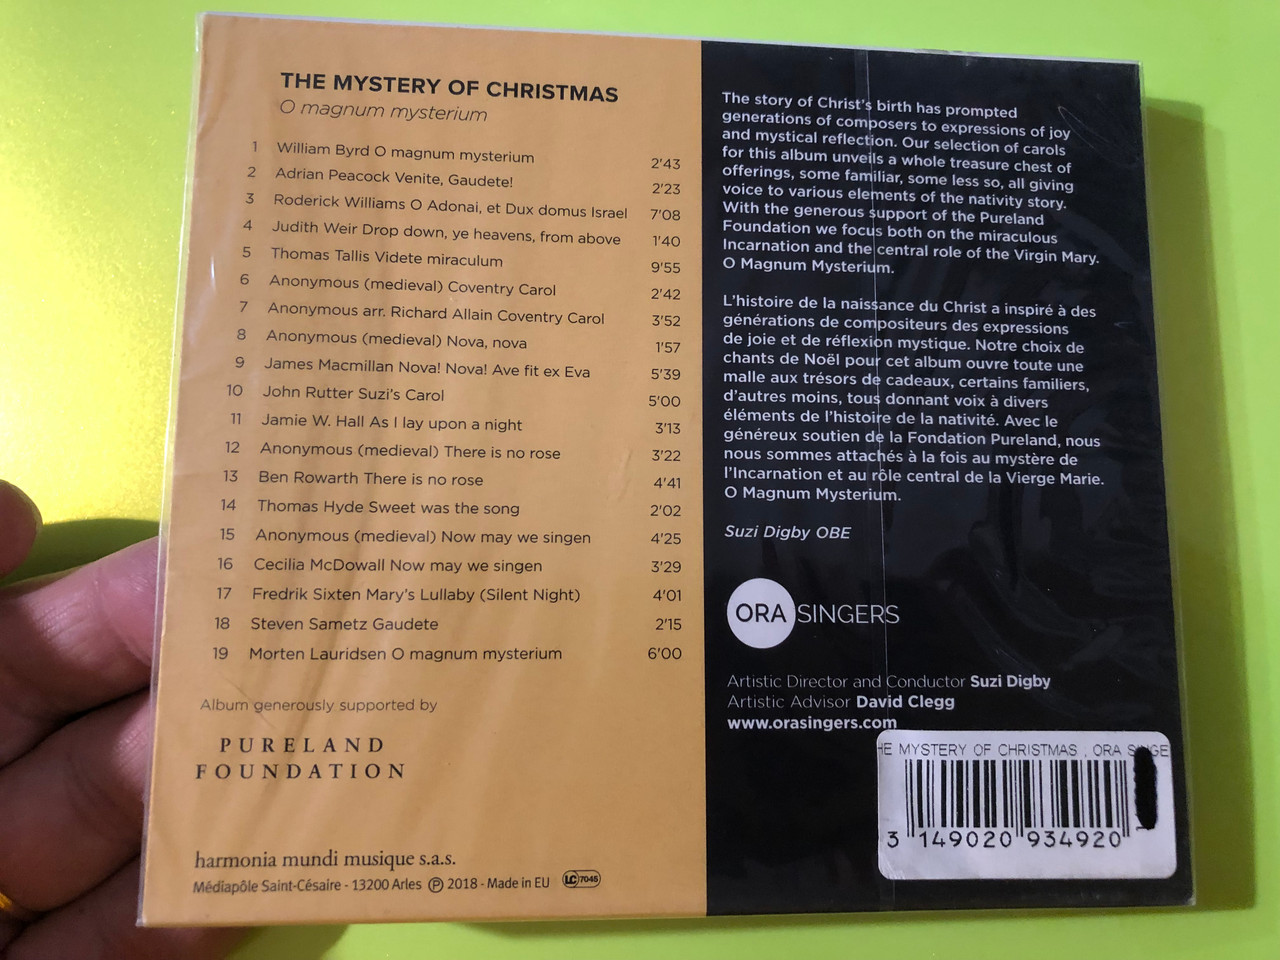 THE MYSTERY OF CHRISTMAS
O magnum mysterium
1 William Byrd O magnum mysterium 2'43
2 Adrian Peacock Venite, Gaudete! 2'23
3 Roderick Williams O Adonai, et Dux domus Israel 7'08
4 Judith Weir Drop down, ye heavens, from above 1'40
5 Thomas Tallis Videte miraculum 9'55
6 Anonymous (medieval) Coventry Carol 2'42
7 Anonymous arr. Richard Allain Coventry Carol 3'52
8 Anonymous (medieval) Nova, nova 1'57
9 James Macmillan Nova! Nova! Ave fit ex Eva 5'39
10 John Rutter Suzi's Carol 5'00
11 Jamie W. Hall As I lay upon a night 3'13
12 Anonymous (medieval) There is no rose 3'22
13 Ben Rowarth There is no rose 4'41
14 Thomas Hyde Sweet was the song 2'02
15 Anonymous (medieval) Now may we singen 4'25
16 Cecilia McDowall Now may we singen 3'29
17 Fredrik Sixten Mary's Lullaby (Silent Night) 4'01
18 Steven Sametz Gaudete 2'15
19 Morten Lauridsen O magnum mysterium 6'00
Album generously supported by
PURELAND
FOUNDATION
harmonia mundi musique s.a.s.
Médiapôle Saint-Césaire - 13200 Arles ℗ 2018 - Made in EU LC 7045
The story of Christ's birth has prompted
generations of composers to expressions of joy
and mystical reflection. Our selection of carols
for this album unveils a whole treasure chest of
offerings, some familiar, some less so, all giving
voice to various elements of the nativity story.
With the generous support of the Pureland
Foundation we focus both on the miraculous
Incarnation and the central role of the Virgin Mary.
O Magnum Mysterium.
L'histoire de la naissance du Christ a inspiré à des
générations de compositeurs des expressions
de joie et de réflexion mystique. Notre choix de
chants de Noël pour cet album ouvre toute une
malle aux trésors de cadeaux, certains familiers,
d'autres moins, tous donnant voix à divers
éléments de l'histoire de la nativité. Avec le
généreux soutien de la Fondation Pureland, nous
nous sommes attachés à la fois au mystère de
l'Incarnation et au rôle central de la Vierge Marie.
O Magnum Mysterium.
Suzi Digby OBE
ORA SINGERS
Artistic Director and Conductor Suzi Digby
Artistic Advisor David Clegg
www.orasingers.com
HE MYSTERY OF CHRISTMAS . ORA SINGE
3 149020 934920